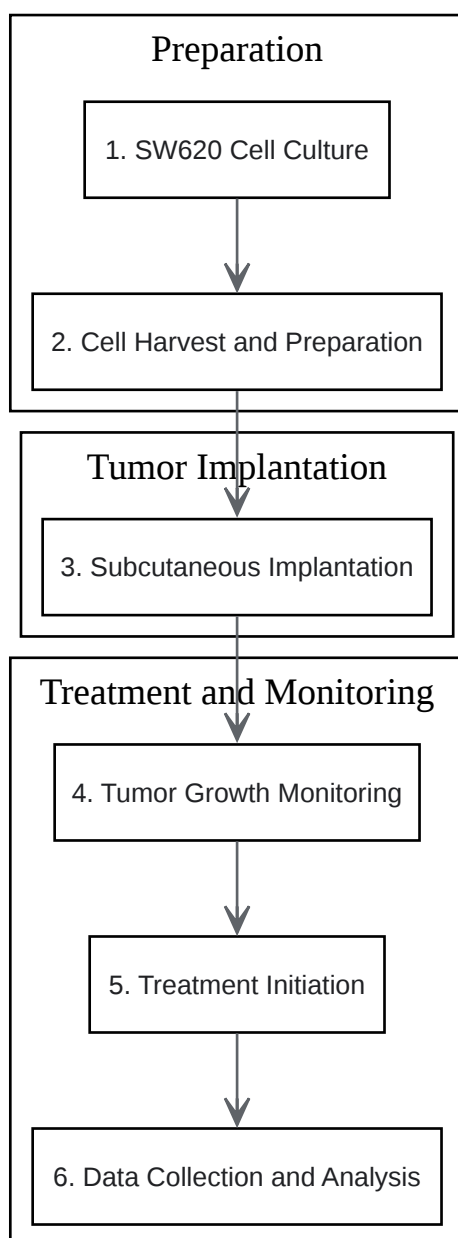 Preparation
1. SW620 Cell Culture
2. Cell Harvest and Preparation
Tumor Implantation
3. Subcutaneous Implantation
Treatment and Monitoring
4. Tumor Growth Monitoring
5. Treatment Initiation
6. Data Collection and Analysis